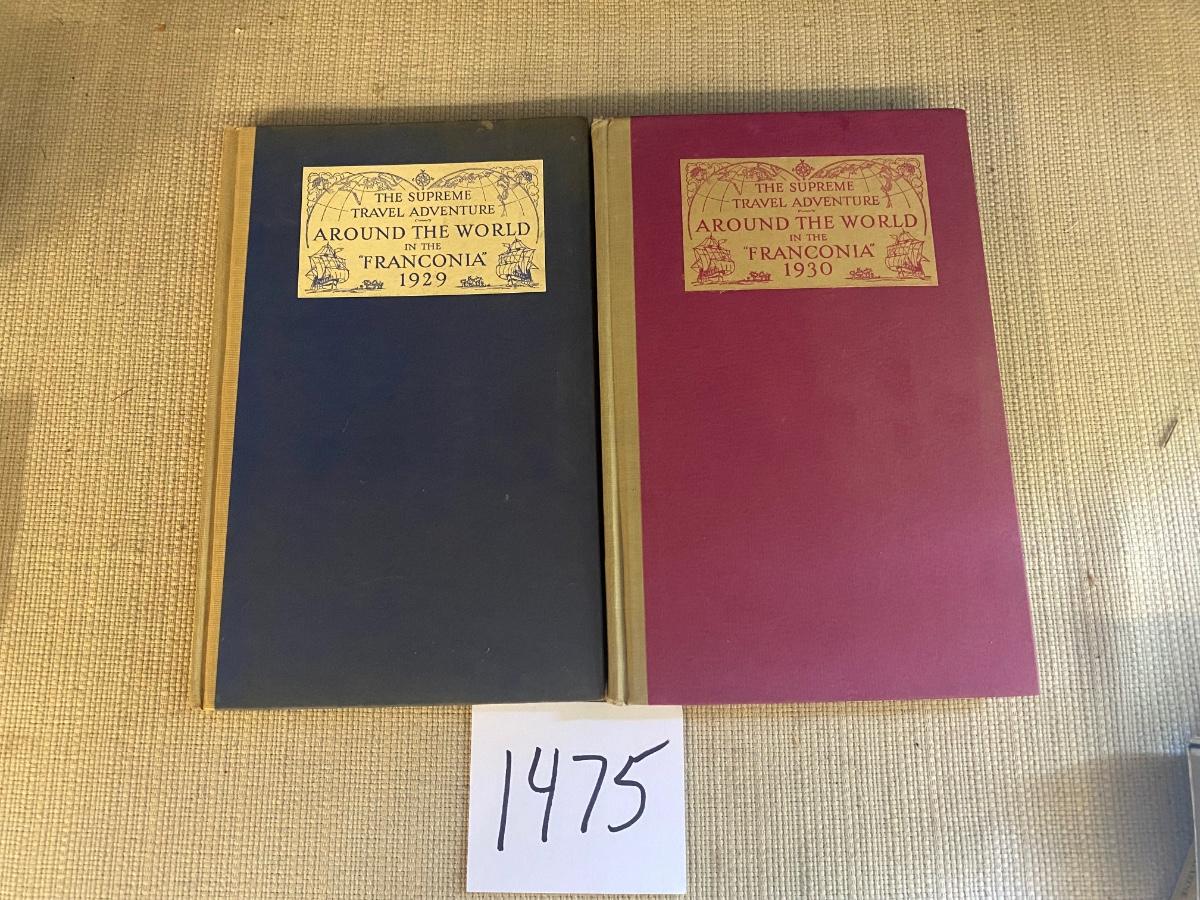 THE SUPREME
TRAVEL ADVENTURE
AROUND THE WORLD
IN THE
"FRANCONIA"
1929
THE SUPREME
TRAVEL ADVENTURE
AROUND THE WORLD
IN THE
"FRANCONIA"
1930
1475